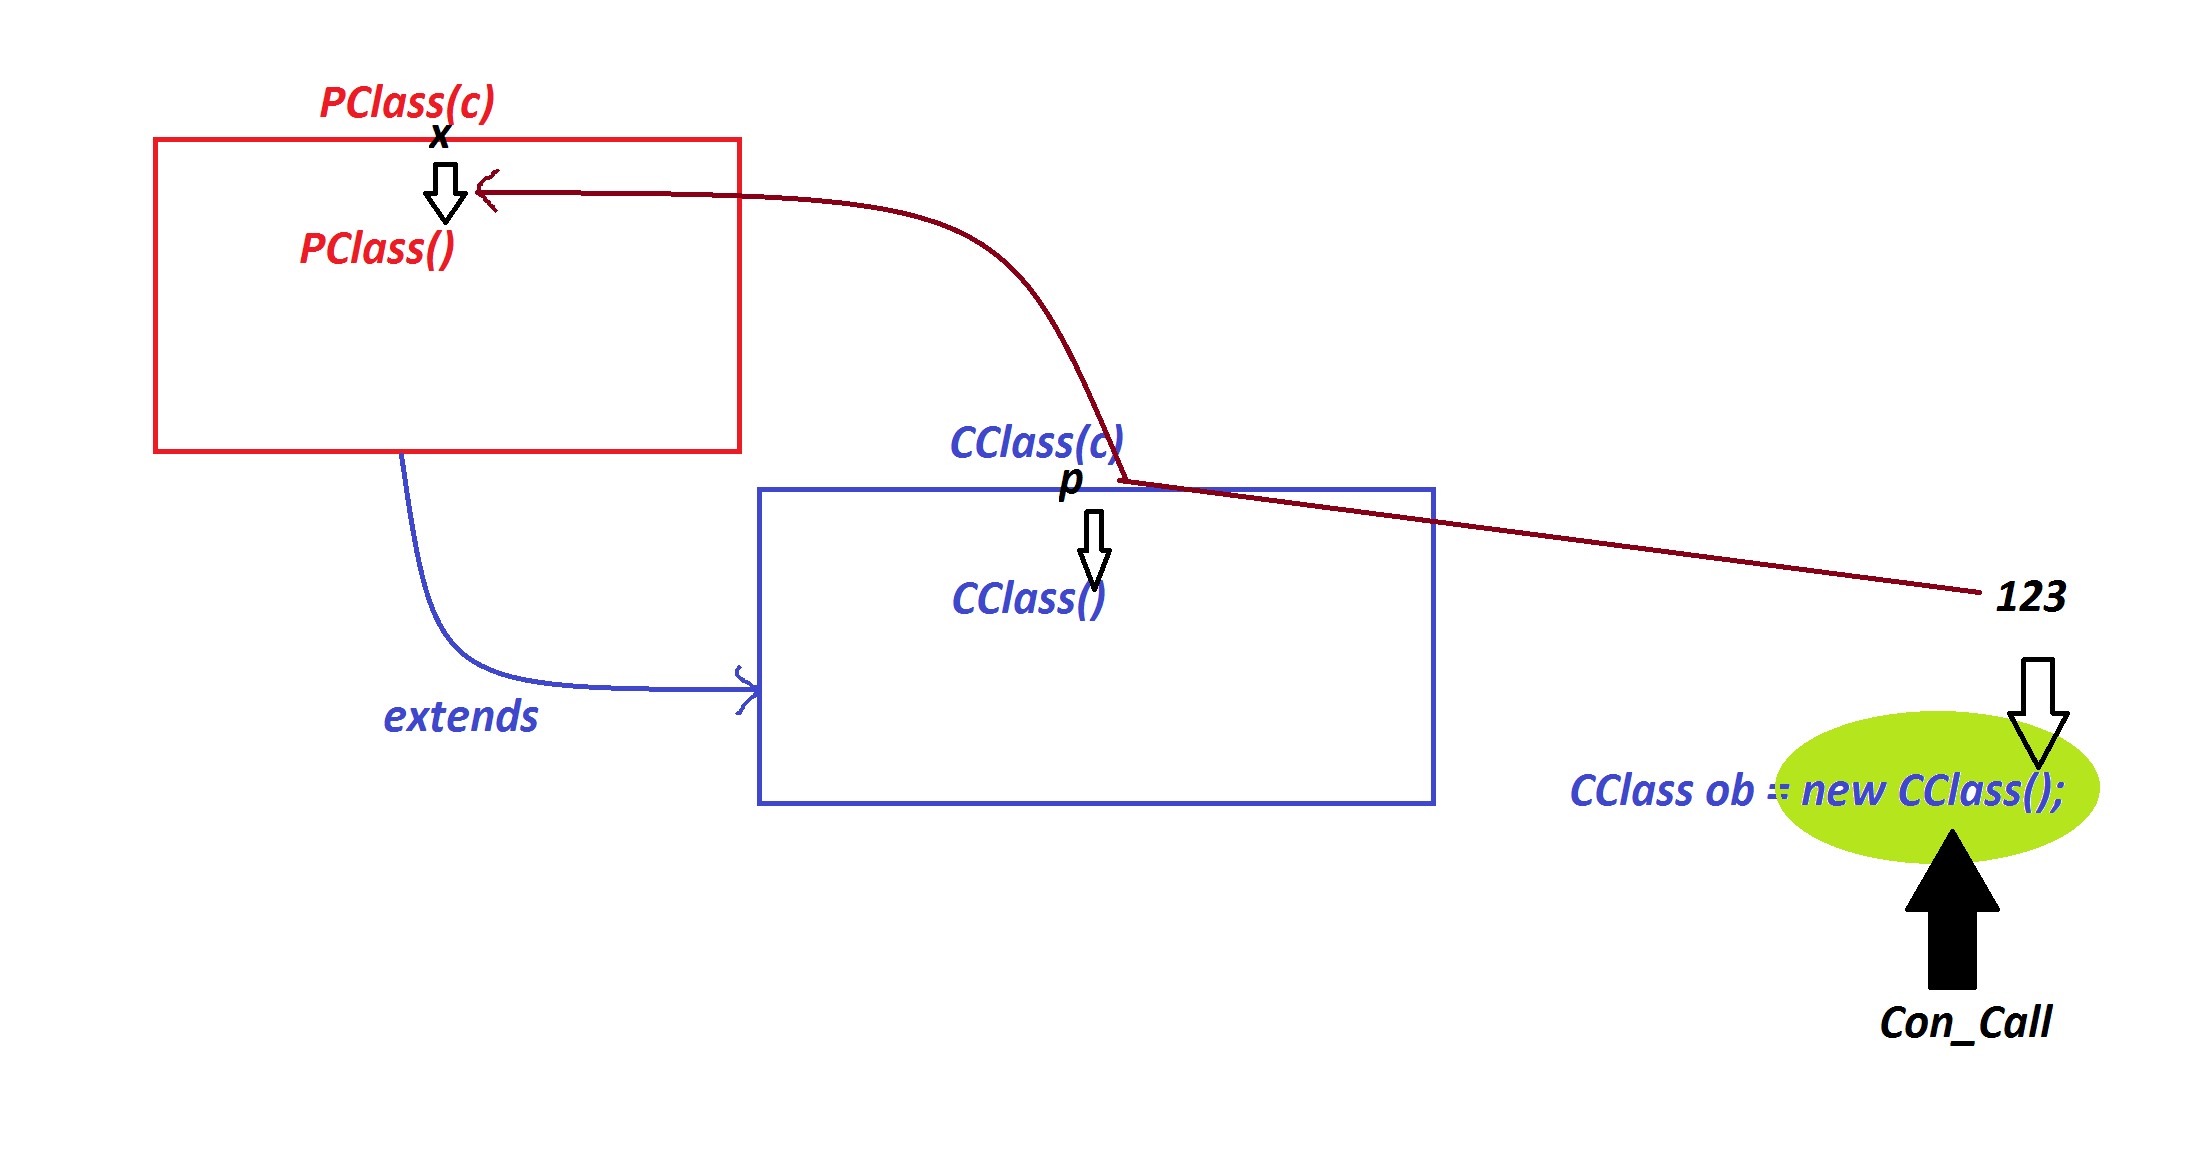 PClass(c)
x
PClass()
CClass(c)
p
CClass()
123
extends
CClass ob = new CClass();
Con_Call